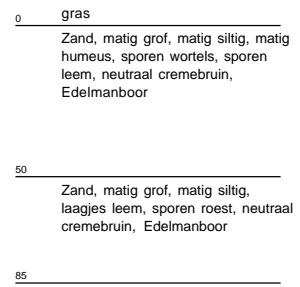 0 gras
Zand, matig grof, matig siltig, matig
humeus, sporen wortels, sporen
leem, neutraal cremebruin,
Edelmanboor
50
Zand, matig grof, matig siltig,
laagjes leem, sporen roest, neutraal
cremebruin, Edelmanboor
85